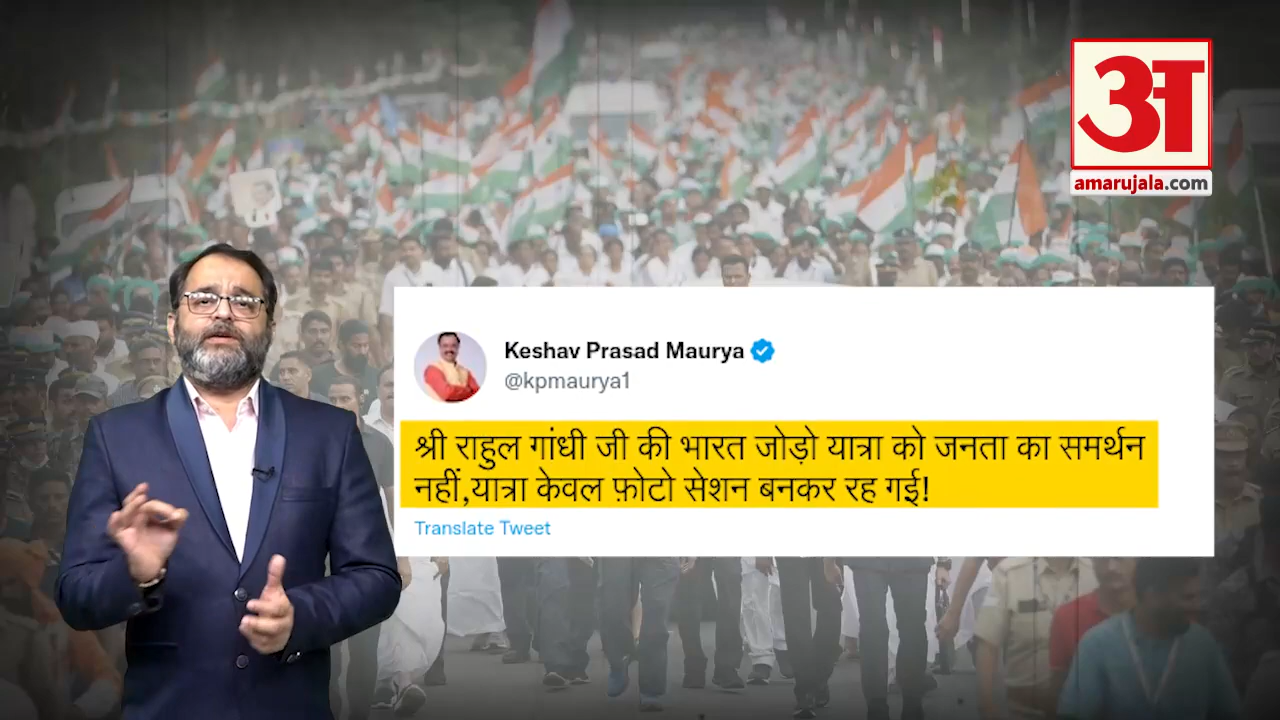 अ
amarujala.com
Keshav Prasad Maurya
@kpmaurya1
श्री राहुल गांधी जी की भारत जोड़ो यात्रा को जनता का समर्थन
नहीं,यात्रा केवल फ़ोटो सेशन बनकर रह गई!
Translate Tweet